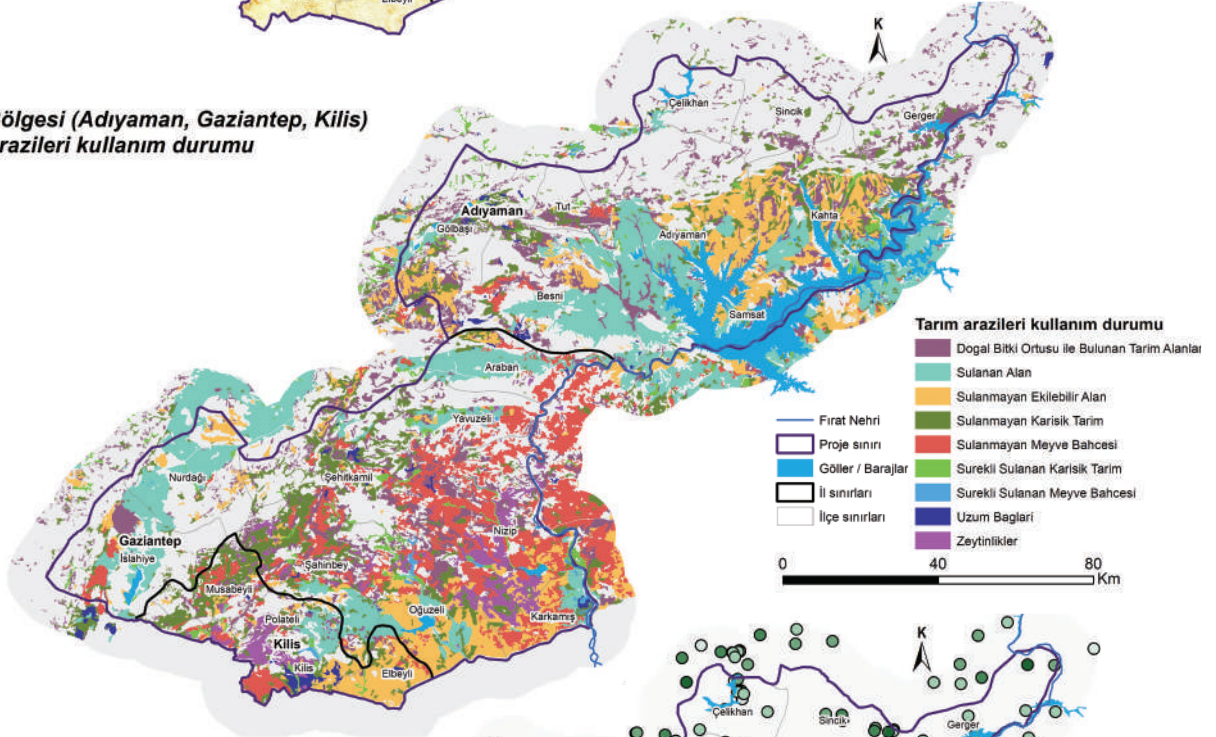 Elbeyli
ölgesi (Adıyaman, Gaziantep, Kilis)
razileri kullanım durumu
K
Çelikhan
Sincik
Gerger
Adıyaman
Tut
Gölbaşı
Kahta
Adıyaman
Besni
Samsat
Araban
Yavuzeli
Nurdağı
Şehitkamil
Gaziantep
İslahiye
Nizip
Şahinbey
Musabeyli
Polateli
Oğuzeli
Karkamış
Kilis
Kilis
Elbeyli
Fırat Nehri
Proje sınırı
Göller / Barajlar
İl sınırları
İlçe sınırları
Tarım arazileri kullanım durumu
Dogal Bitki Ortusu ile Bulunan Tarim Alanlar
Sulanan Alan
Sulanmayan Ekilebilir Alan
Sulanmayan Karisik Tarim
Sulanmayan Meyve Bahcesi
Surekli Sulanan Karisik Tarim
Surekli Sulanan Meyve Bahcesi
Uzum Baglari
Zeytinlikler
0 40 80
Km
K
Çelikhan
Sincik
Gerger